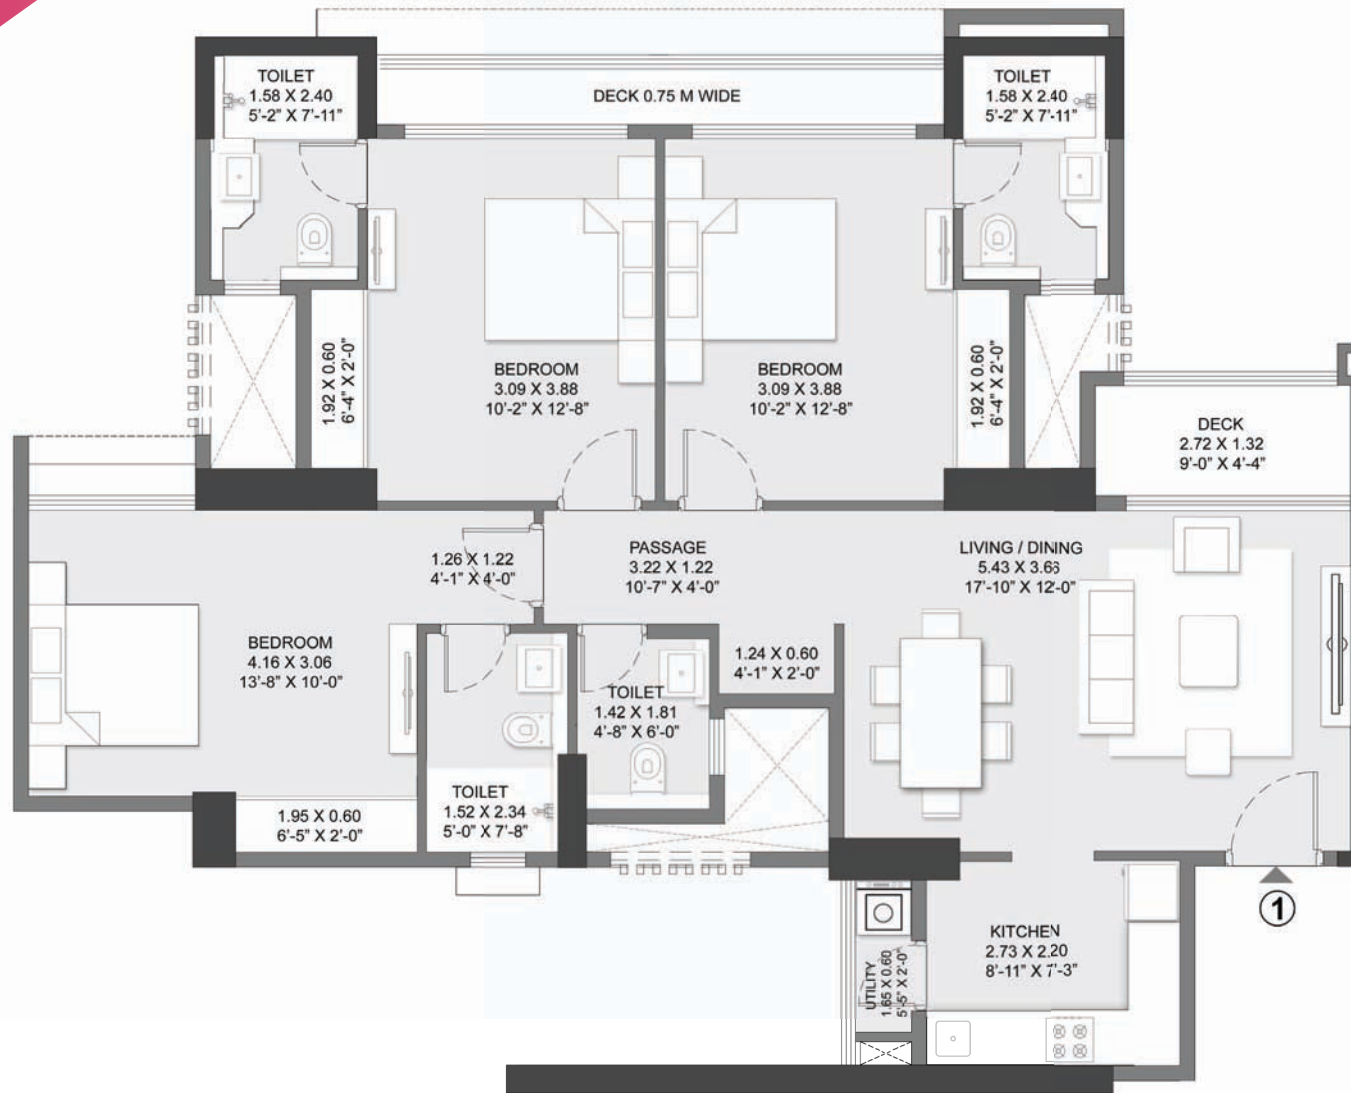 TOILET
1.58 X 2.40
5'-2" X 7'-11"
DECK 0.75 M WIDE
TOILET
1.58 X 2.40
5'-2" X 7'-11"
BEDROOM
3.09 X 3.88
10'-2" X 12'-8"
BEDROOM
3.09 X 3.88
10'-2" X 12'-8"
1.92 X 0.60
6'-4" X 2'-0"
1.92 X 0.60
6'-4" X 2'-0"
DECK
2.72 X 1.32
9'-0" X 4'-4"
1.26 X 1.22
4'-1" X 4'-0"
PASSAGE
3.22 X 1.22
10'-7" X 4'-0"
LIVING / DINING
5.43 X 3.66
17'-10" X 12'-0"
BEDROOM
4.16 X 3.06
13'-8" X 10'-0"
1.24 X 0.60
4'-1" X 2'-0"
TOILET
1.42 X 1.81
4'-8" X 6'-0"
TOILET
1.52 X 2.34
5'-0" X 7'-8"
1.95 X 0.60
6'-5" X 2'-0"
1
KITCHEN
2.73 X 2.20
8'-11" X 7'-3"
UTILITY
1.65 X 0.60
5'-5" X 2'-0"